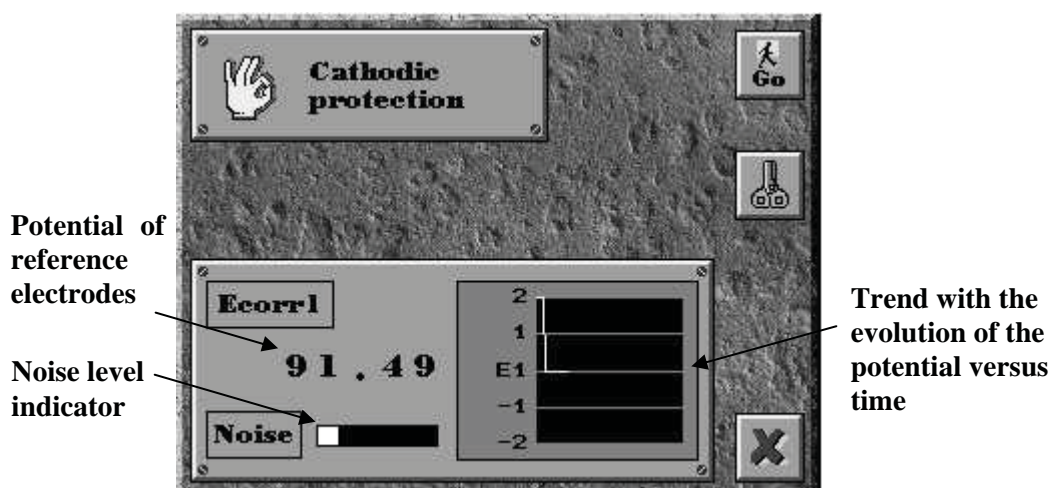 Cathodic
protection
Go
Potential of
reference
electrodes
Ecorr1
91.49
Noise level
indicator
Noise
2
1
E1
-1
-2
Trend with the
evolution of the
potential versus
time